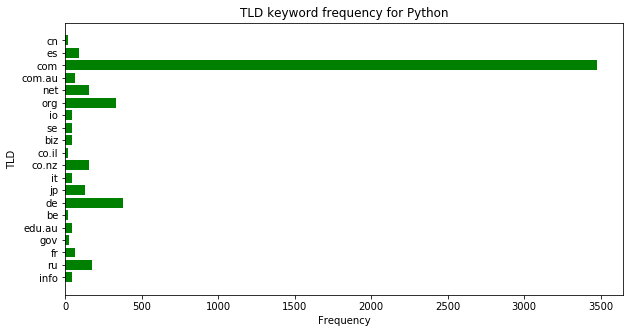 TLD keyword frequency for Python
cn
es
com
com.au
net
org
io
se
biz
co.il
co.nz
it
jp
de
be
edu.au
gov
fr
ru
info
TLD
0 500 1000 1500 2000 2500 3000 3500
Frequency